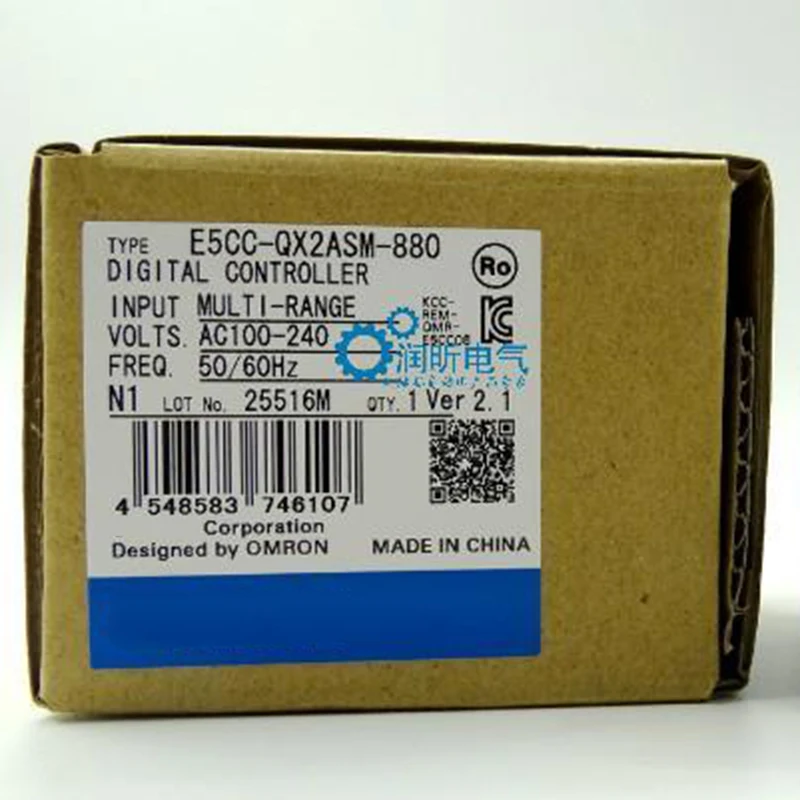 TYPE E5CC-QX2ASM-880
DIGITAL CONTROLLER
Ro
INPUT MULTI-RANGE
VOLTS. AC100-240
FREQ. 50/60Hz
KCC-
REM-
OMR-
E5CC06
润昕电气
N1 LOT No. 25516M QTY. 1 Ver 2.1
4 548583 746107
Corporation
Designed by OMRON MADE IN CHINA